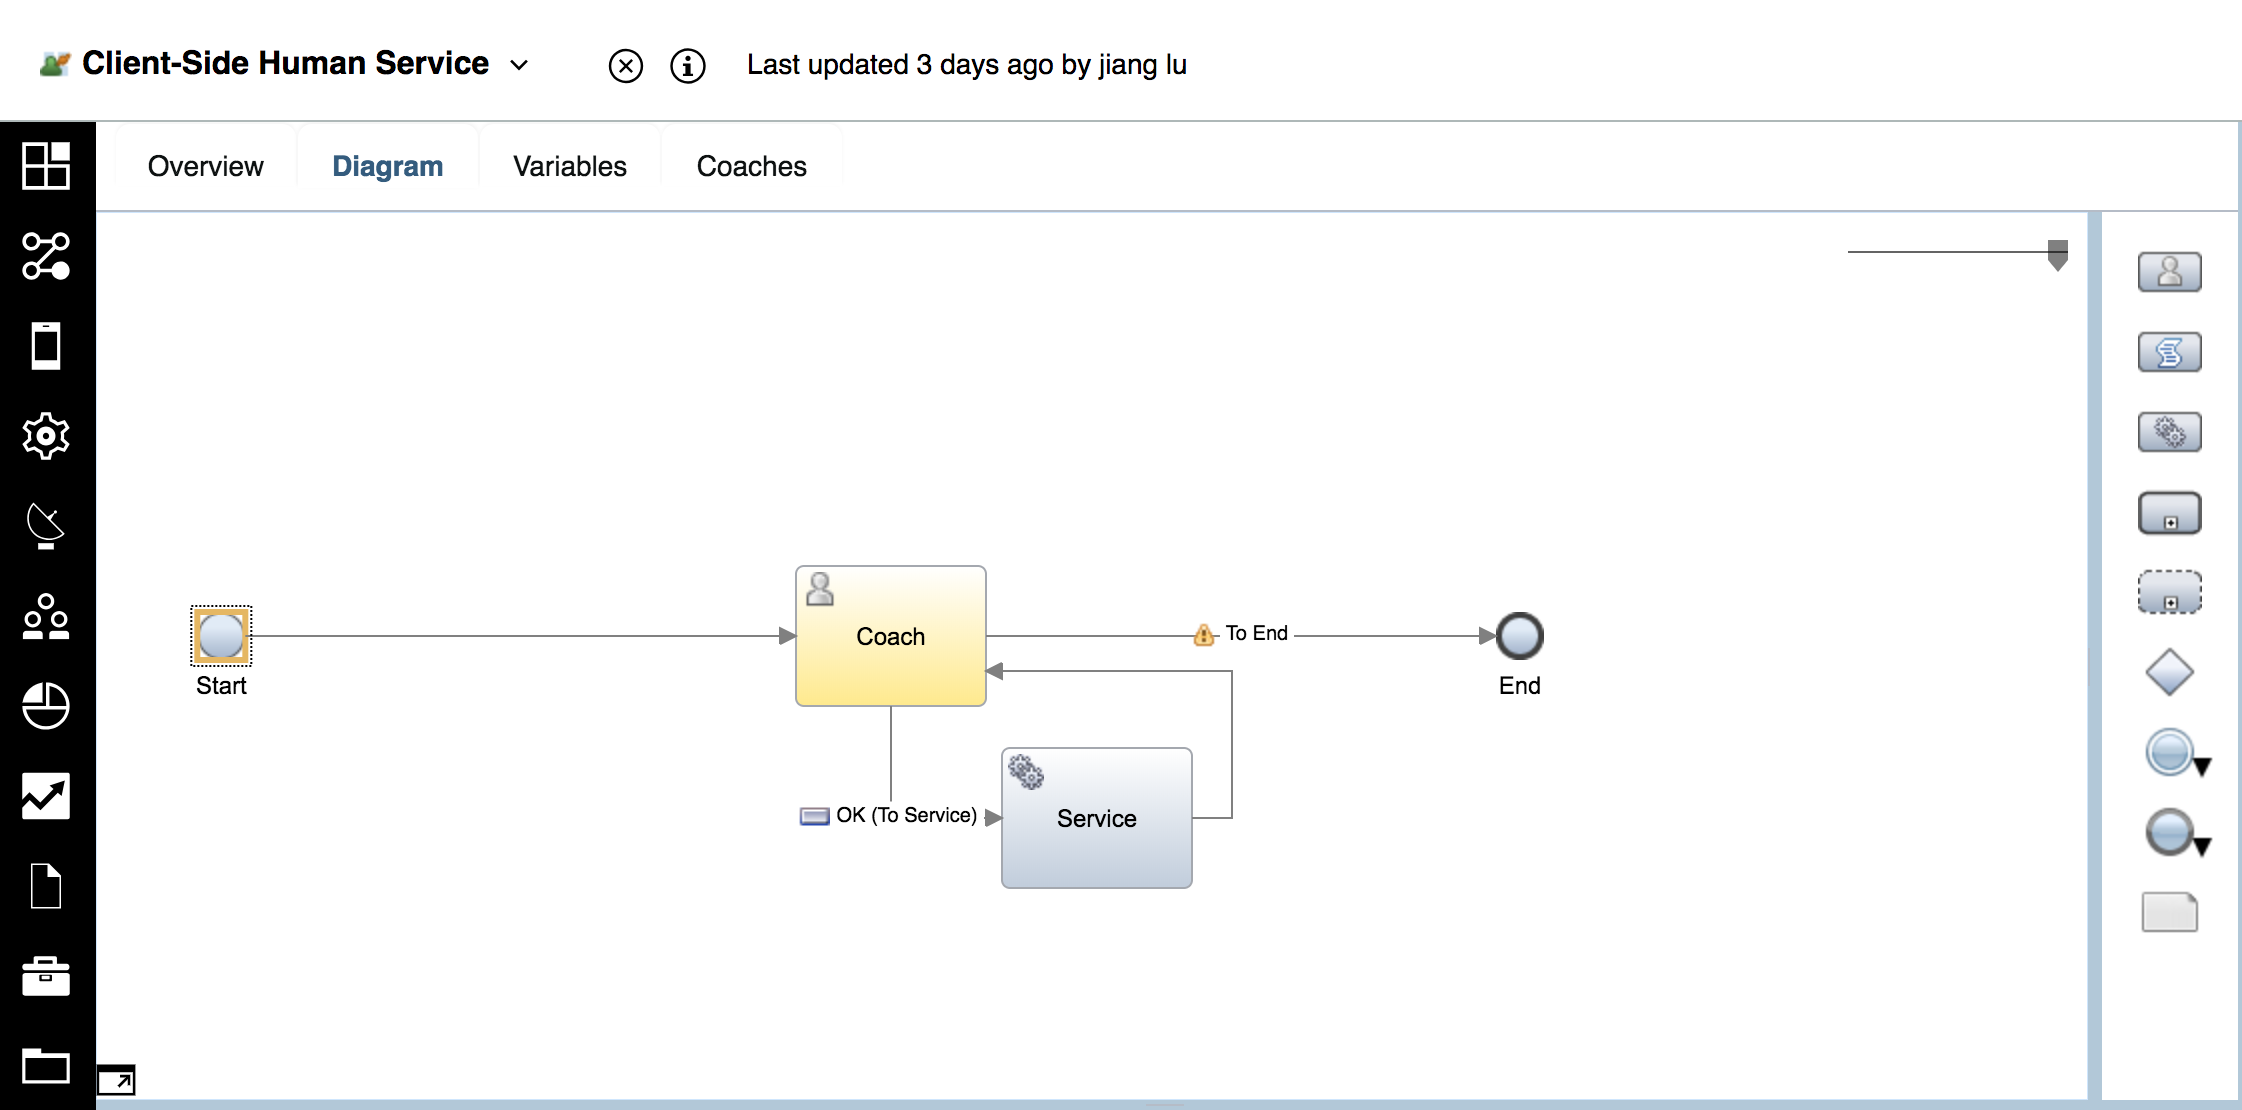 Client-Side Human Service
Last updated 3 days ago by jiang lu
Overview
Diagram
Variables
Coaches
Start
Coach
To End
End
OK (To Service)
Service